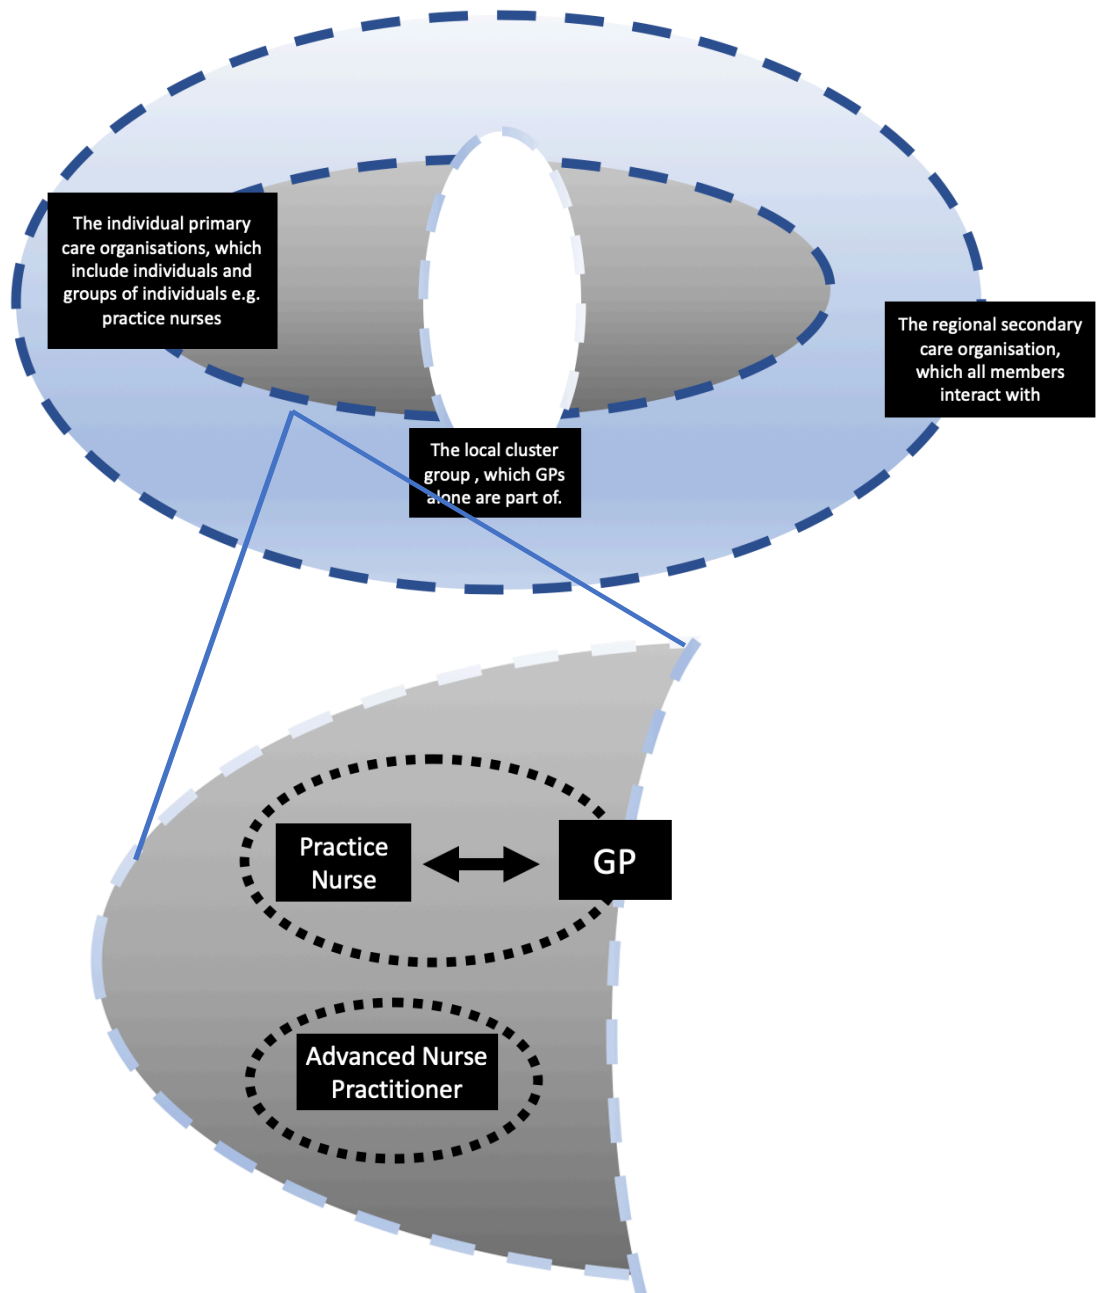 The individual primary
care organisations, which
include individuals and
groups of individuals e.g.
practice nurses
The regional secondary
care organisation,
which all members
interact with
The local cluster
group , which GPs
alone are part of.
Practice
Nurse
GP
Advanced Nurse
Practitioner